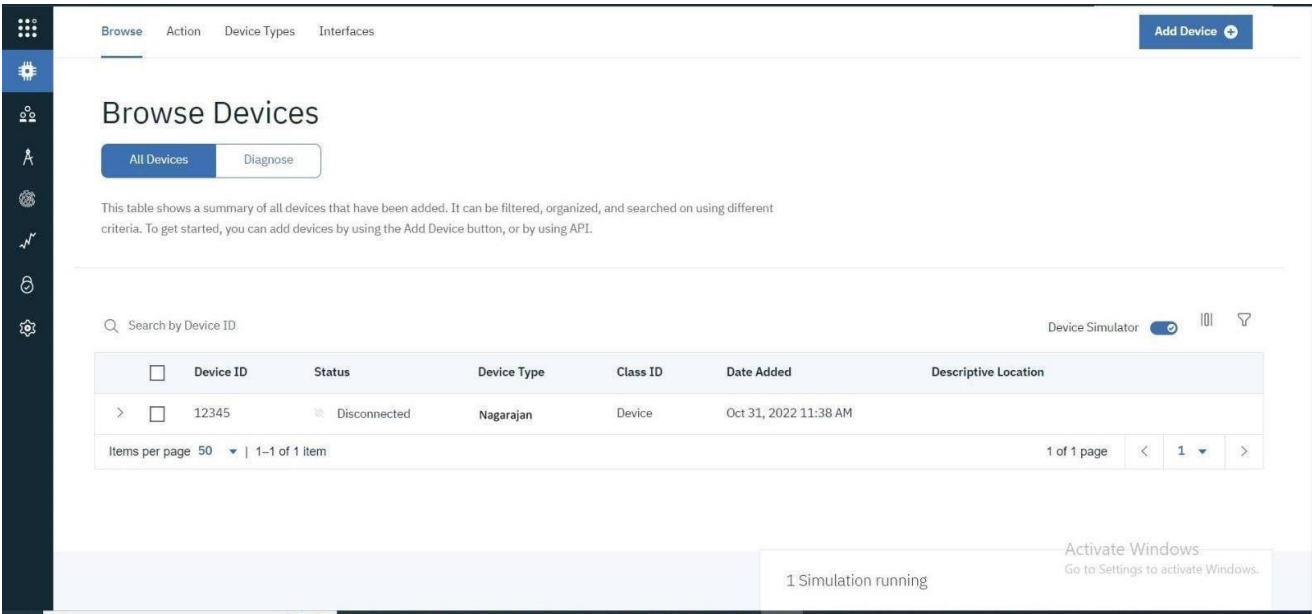 Browse Action Device Types Interfaces Add Device
Browse Devices
All Devices Diagnose
This table shows a summary of all devices that have been added. It can be filtered, organized, and searched on using different
criteria. To get started, you can add devices by using the Add Device button, or by using API.
Search by Device ID Device Simulator
Device ID Status Device Type Class ID Date Added Descriptive Location
12345 Disconnected Nagarajan Device Oct 31, 2022 11:38 AM
Items per page 50 | 1–1 of 1 item 1 of 1 page 1
Activate Windows
1 Simulation running Go to Settings to activate Windows.